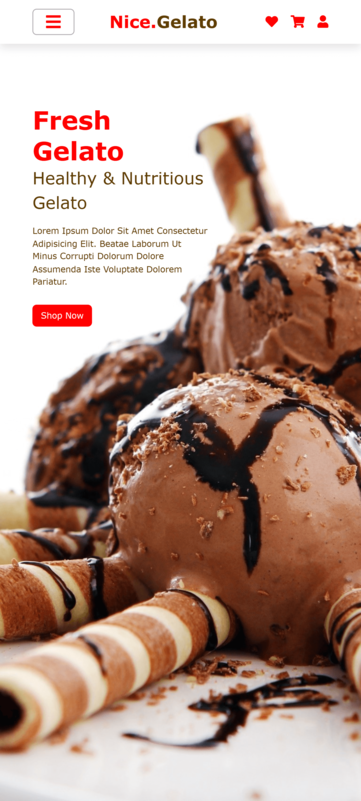 Nice.Gelato
Fresh
Gelato
Healthy & Nutritious
Gelato
Lorem Ipsum Dolor Sit Amet Consectetur
Adipisicing Elit. Beatae Laborum Ut
Minus Corrupti Dolorum Dolore
Assumenda Iste Voluptate Dolorem
Pariatur.
Shop Now